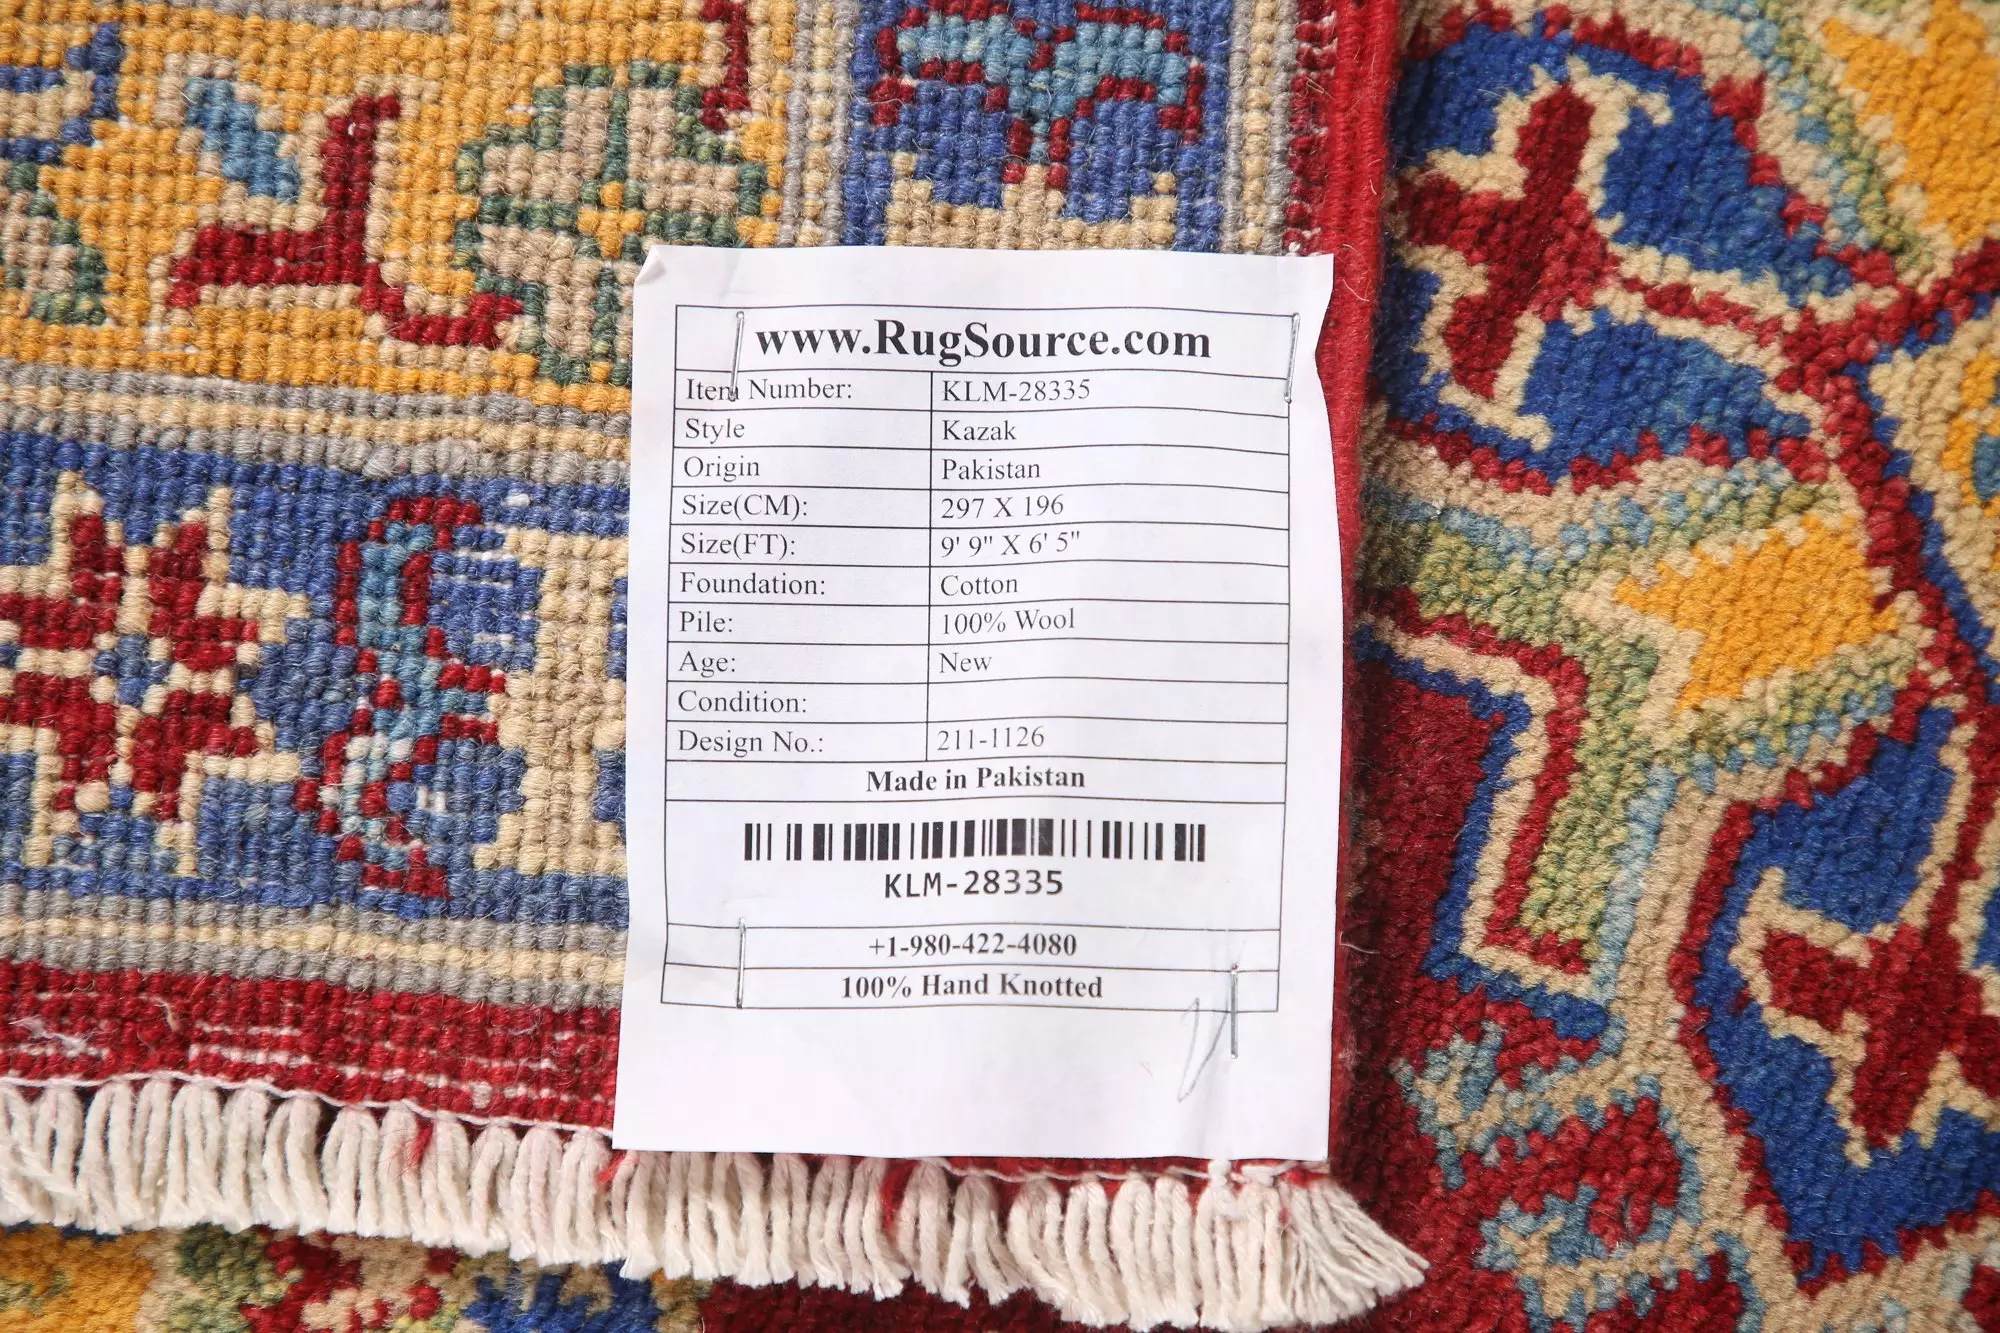 www.RugSource.com
Item Number: KLM-28335
Style Kazak
Origin Pakistan
Size(CM): 297 X 196
Size(FT): 9' 9" X 6' 5"
Foundation: Cotton
Pile: 100% Wool
Age: New
Condition:
Design No.: 211-1126
Made in Pakistan
KLM-28335
+1-980-422-4080
100% Hand Knotted